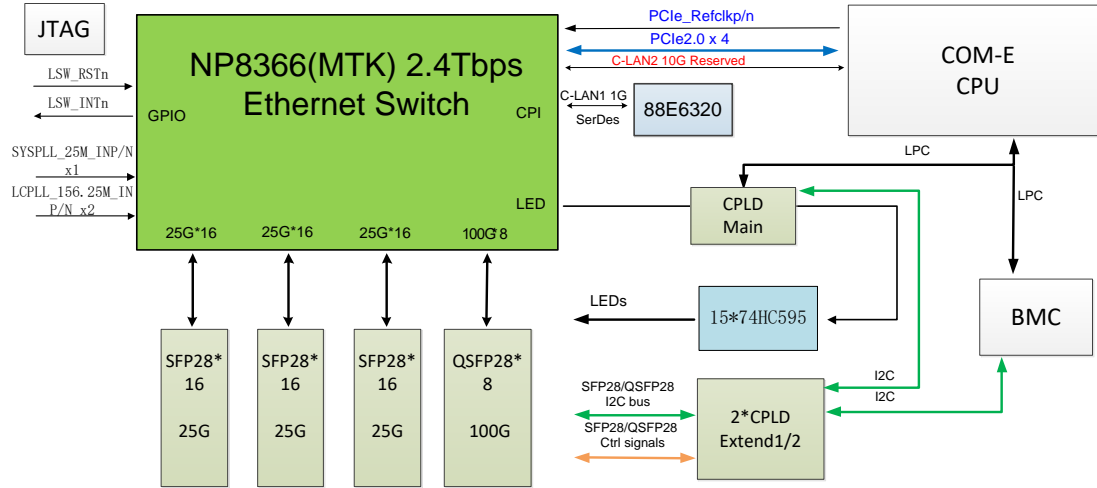 JTAG
LSW_RSTn
LSW_INTn
SYSPLL_25M_INP/N
x1
LCPLL_156.25M_IN
P/N x2
NP8366(MTK) 2.4Tbps
Ethernet Switch
GPIO
CPI
LED
25G*16
25G*16
25G*16
100G*8
PCIe_Refclkp/n
PCIe2.0 x 4
C-LAN2 10G Reserved
C-LAN1 1G
SerDes
88E6320
COM-E
CPU
LPC
LPC
CPLD
Main
LEDs
15*74HC595
BMC
I2C
I2C
SFP28/QSFP28
I2C bus
SFP28/QSFP28
Ctrl signals
2*CPLD
Extend1/2
SFP28*
16
25G
SFP28*
16
25G
SFP28*
16
25G
QSFP28*
8
100G